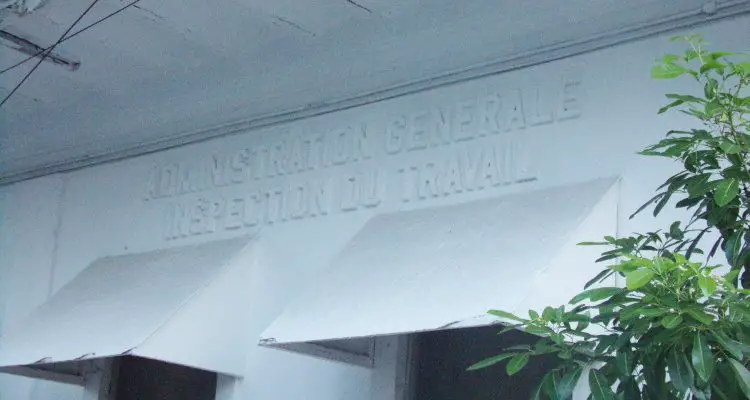 ADMINISTRATION GENERALE
INSPECTION DU TRAVAIL